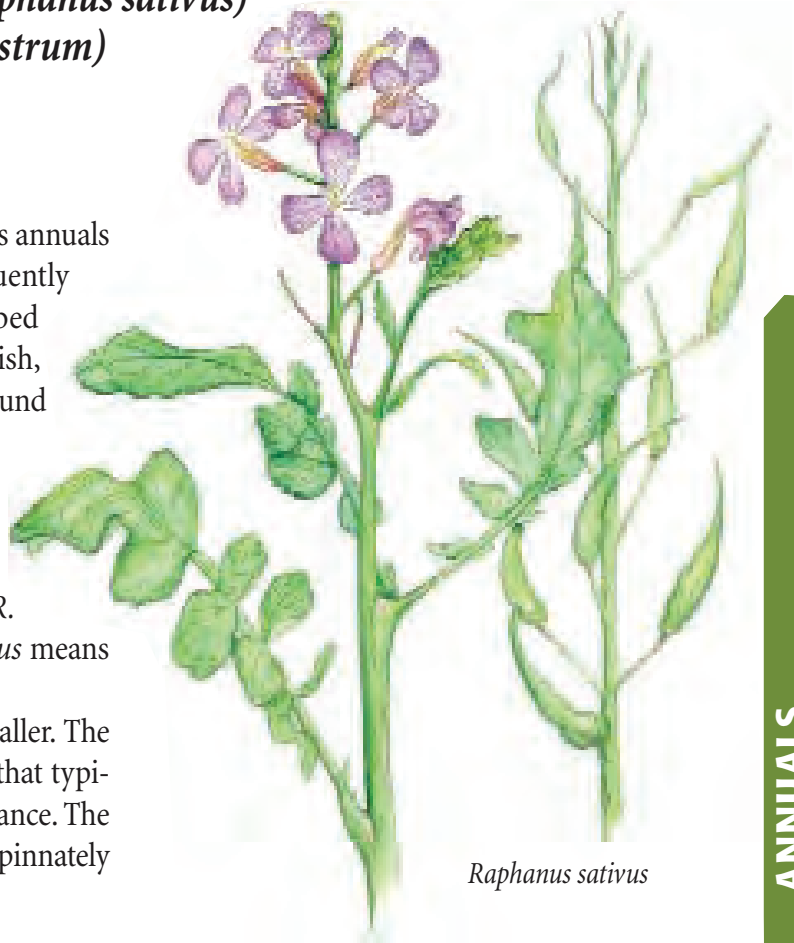 phanus sativus)
strum)
s annuals
uently
bed
ish,
und
R.
us means
aller. The
that typi-
ance. The
pinnately
Raphanus sativus
ANNUALS